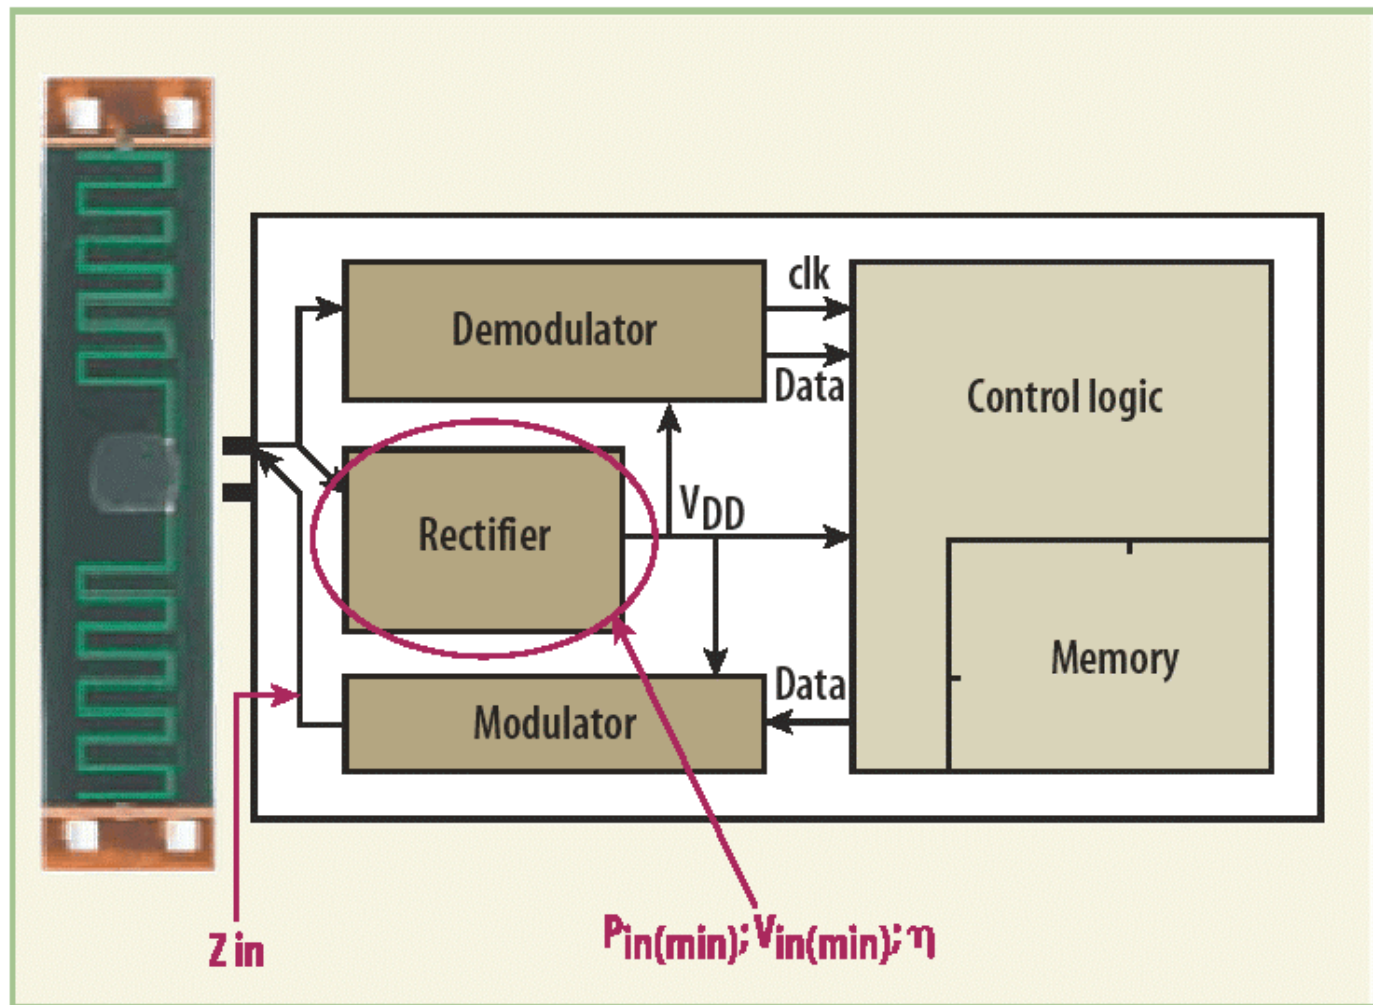 clk
Demodulator
Data
Control logic
Rectifier
VDD
Memory
Data
Modulator
Z in
Pin(min); Vin(min); η